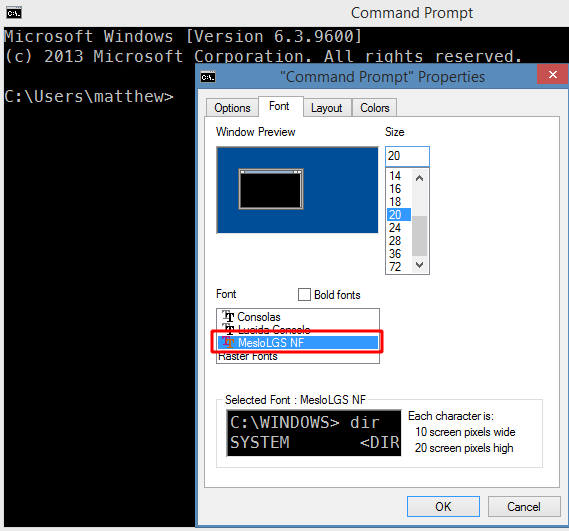 Command Prompt
Microsoft Windows [Version 6.3.9600]
(c) 2013 Microsoft Corporation. All rights reserved.
C:\Users\matthew>
"Command Prompt" Properties
Options Font Layout Colors
Window Preview Size
20
14
16
18
20
24
28
36
72
Font Bold fonts
Consolas
Lucida Console
MesloLGS NF
Raster Fonts
Selected Font : MesloLGS NF
C:\WINDOWS> dir
SYSTEM <DIR
Each character is:
10 screen pixels wide
20 screen pixels high
OK Cancel